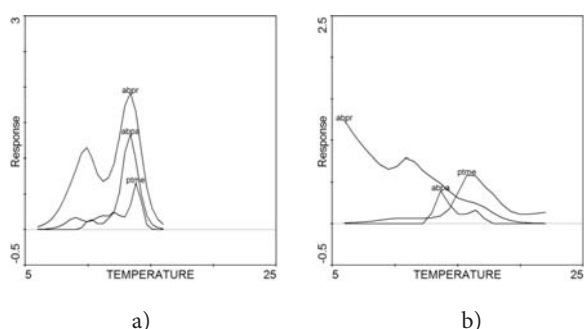 3
Response
-0.5
abpr
abpa
ptme
5
TEMPERATURE
25
a)
2.5
Response
-0.5
abpr
abpa
ptme
5
TEMPERATURE
25
b)